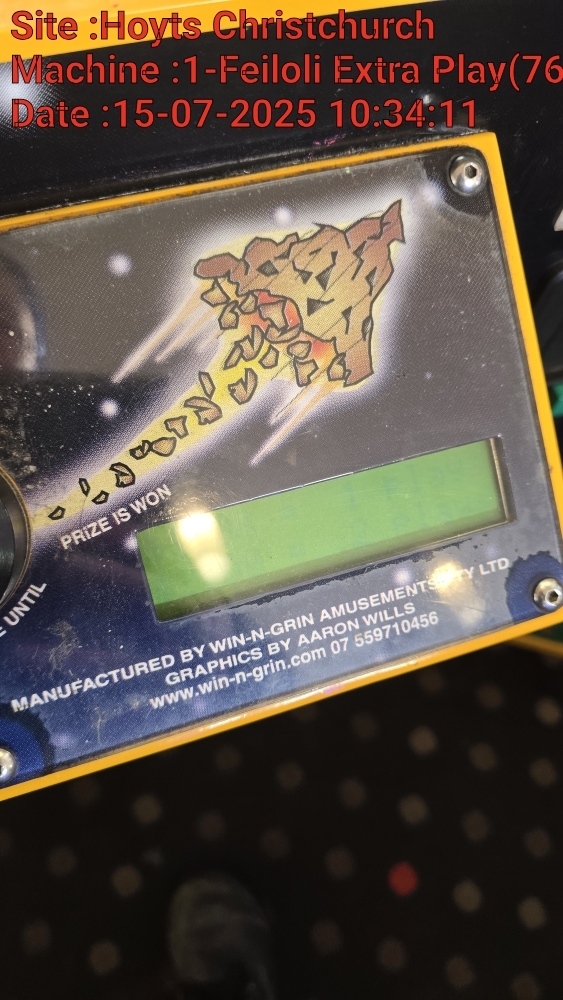 Site :Hoyts Christchurch
Machine :1-Feiloli Extra Play(76
Date :15-07-2025 10:34:11
PRIZE IS WON
UNTIL
MANUFACTURED BY WIN-N-GRIN AMUSEMENTS PTY LTD
GRAPHICS BY AARON WILLS
www.win-n-grin.com 07 559710456